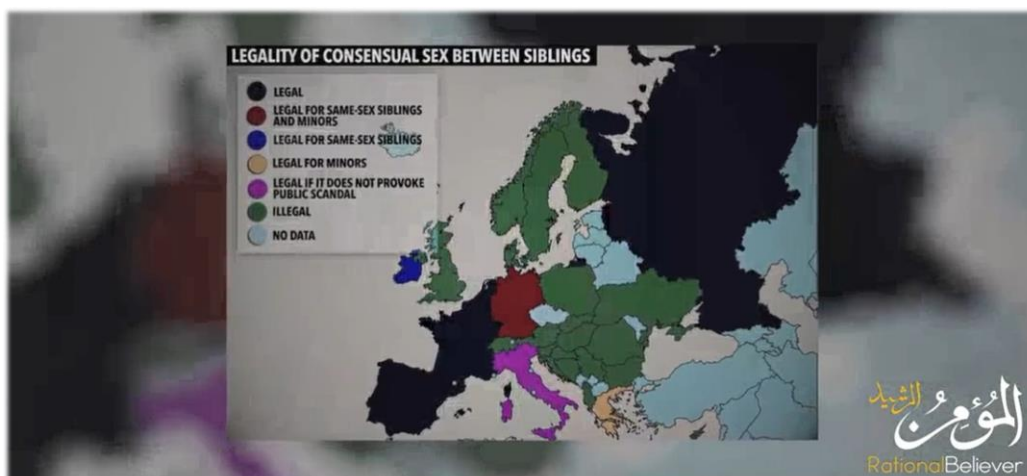 LEGALITY OF CONSENSUAL SEX BETWEEN SIBLINGS
LEGAL
LEGAL FOR SAME-SEX SIBLINGS
AND MINORS
LEGAL FOR SAME-SEX SIBLINGS
LEGAL FOR MINORS
LEGAL IF IT DOES NOT PROVOKE
PUBLIC SCANDAL
ILLEGAL
NO DATA
المؤمن الرشيد
RationalBeliever